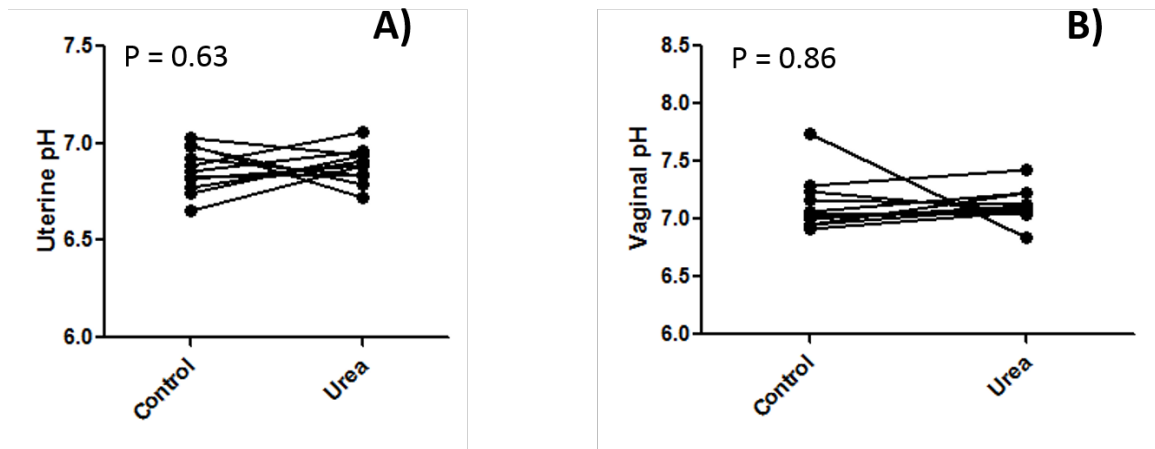 A)
P = 0.63
Uterine pH
7.5
7.0
6.5
6.0
Control
Urea
B)
P = 0.86
Vaginal pH
8.5
8.0
7.5
7.0
6.5
6.0
Control
Urea